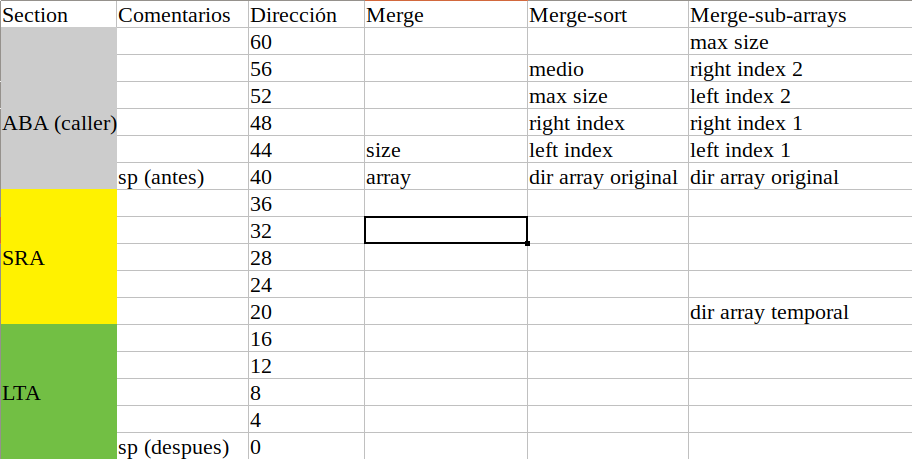 Section Comentarios Dirección Merge Merge-sort Merge-sub-arrays
60 max size
56 medio right index 2
52 max size left index 2
ABA (caller) 48 right index right index 1
44 size left index left index 1
sp (antes) 40 array dir array original dir array original
36
32
SRA 28
24
20 dir array temporal
16
12
LTA 8
4
sp (despues) 0